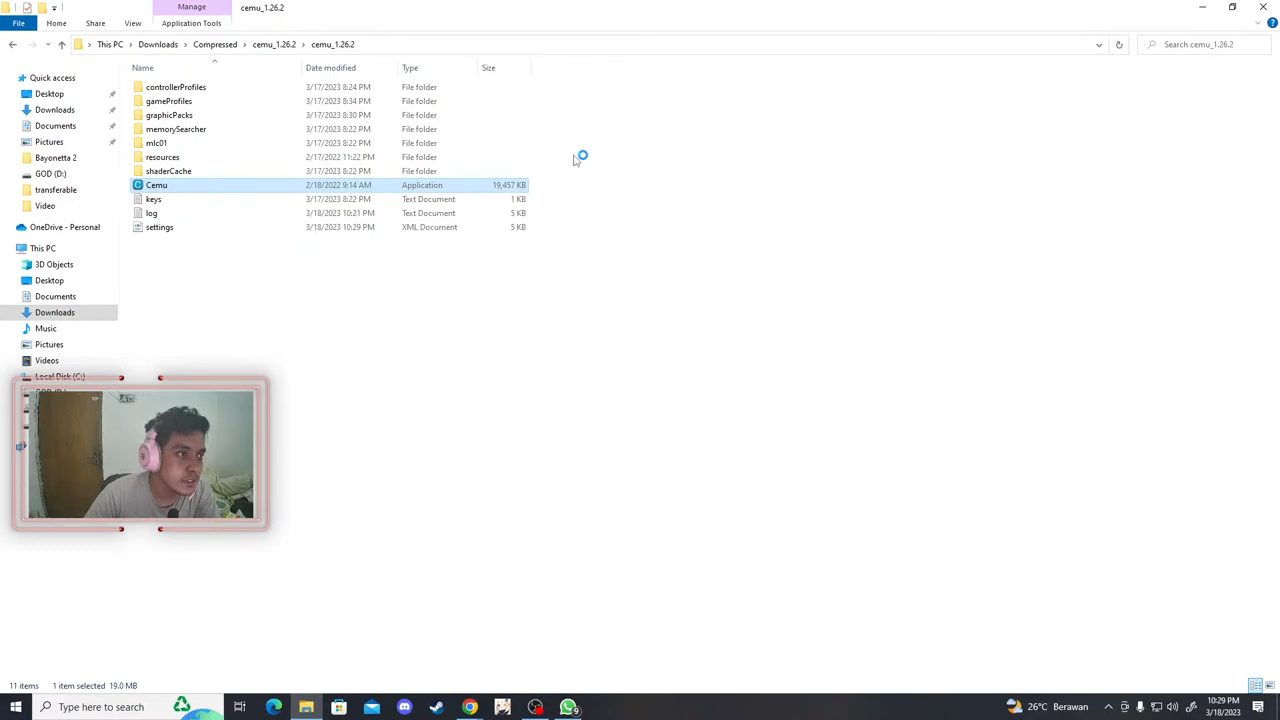 Manage
cemu_1.26.2
File
Home
Share
View
Application Tools
This PC
Downloads
Compressed
cemu_1.26.2
cemu_1.26.2
Search cemu_1.26.2
Name
Date modified
Type
Size
controllerProfiles 3/17/2023 8:24 PM File folder
gameProfiles 3/17/2023 8:34 PM File folder
graphicPacks 3/17/2023 8:30 PM File folder
memorySearcher 3/17/2023 8:22 PM File folder
mlc01 3/17/2023 8:22 PM File folder
resources 2/17/2022 11:22 PM File folder
shaderCache 3/17/2023 8:22 PM File folder
Cemu 2/18/2022 9:14 AM Application 19,457 KB
keys 3/17/2023 8:22 PM Text Document 1 KB
log 3/18/2023 10:21 PM Text Document 5 KB
settings 3/18/2023 10:29 PM XML Document 5 KB
Quick access
Desktop
Downloads
Documents
Pictures
Bayonetta 2
GOD (D:)
transferable
Video
OneDrive - Personal
This PC
3D Objects
Desktop
Documents
Downloads
Music
Pictures
Videos
Local Disk (C:)
11 items
1 item selected 19.0 MB
Type here to search
9
26°C Berawan
10:29 PM
3/18/2023